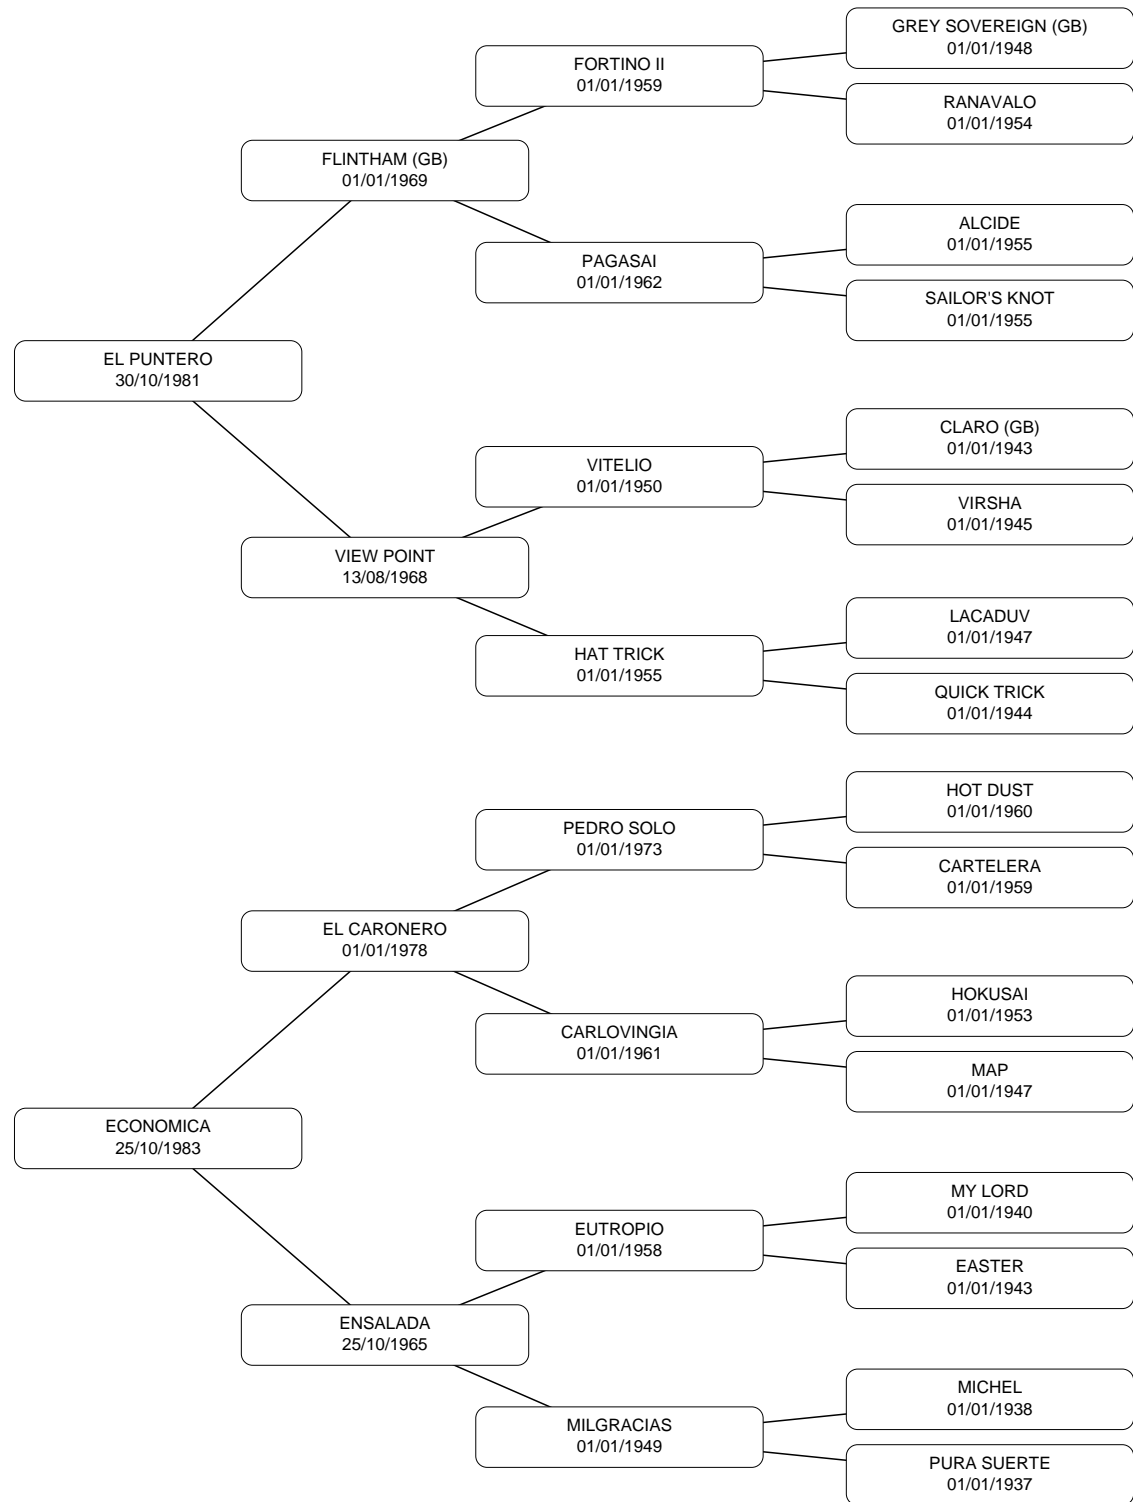 GREY SOVEREIGN (GB)
01/01/1948
FORTINO II
01/01/1959
RANAVALO
01/01/1954
FLINTHAM (GB)
01/01/1969
ALCIDE
01/01/1955
PAGASAI
01/01/1962
SAILOR'S KNOT
01/01/1955
EL PUNTERO
30/10/1981
CLARO (GB)
01/01/1943
VITELIO
01/01/1950
VIRSHA
01/01/1945
VIEW POINT
13/08/1968
LACADUV
01/01/1947
HAT TRICK
01/01/1955
QUICK TRICK
01/01/1944
HOT DUST
01/01/1960
PEDRO SOLO
01/01/1973
CARTELERA
01/01/1959
EL CARONERO
01/01/1978
HOKUSAI
01/01/1953
CARLOVINGIA
01/01/1961
MAP
01/01/1947
ECONOMICA
25/10/1983
MY LORD
01/01/1940
EUTROPIO
01/01/1958
EASTER
01/01/1943
ENSALADA
25/10/1965
MICHEL
01/01/1938
MILGRACIAS
01/01/1949
PURA SUERTE
01/01/1937